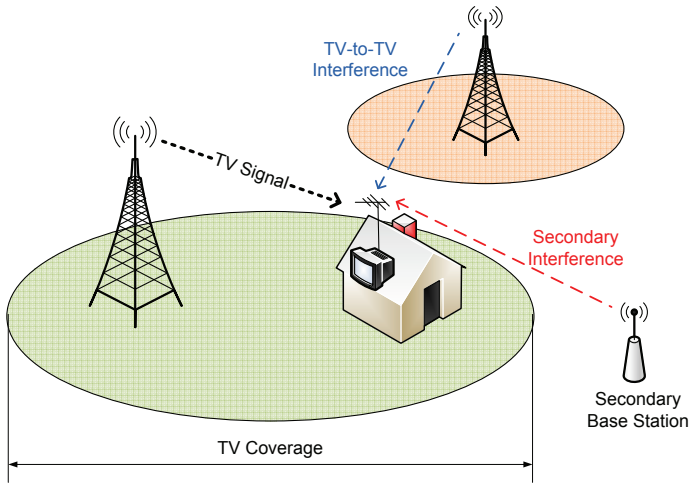 TV-to-TV
Interference
TV Signal
Secondary
Interference
Secondary
Base Station
TV Coverage